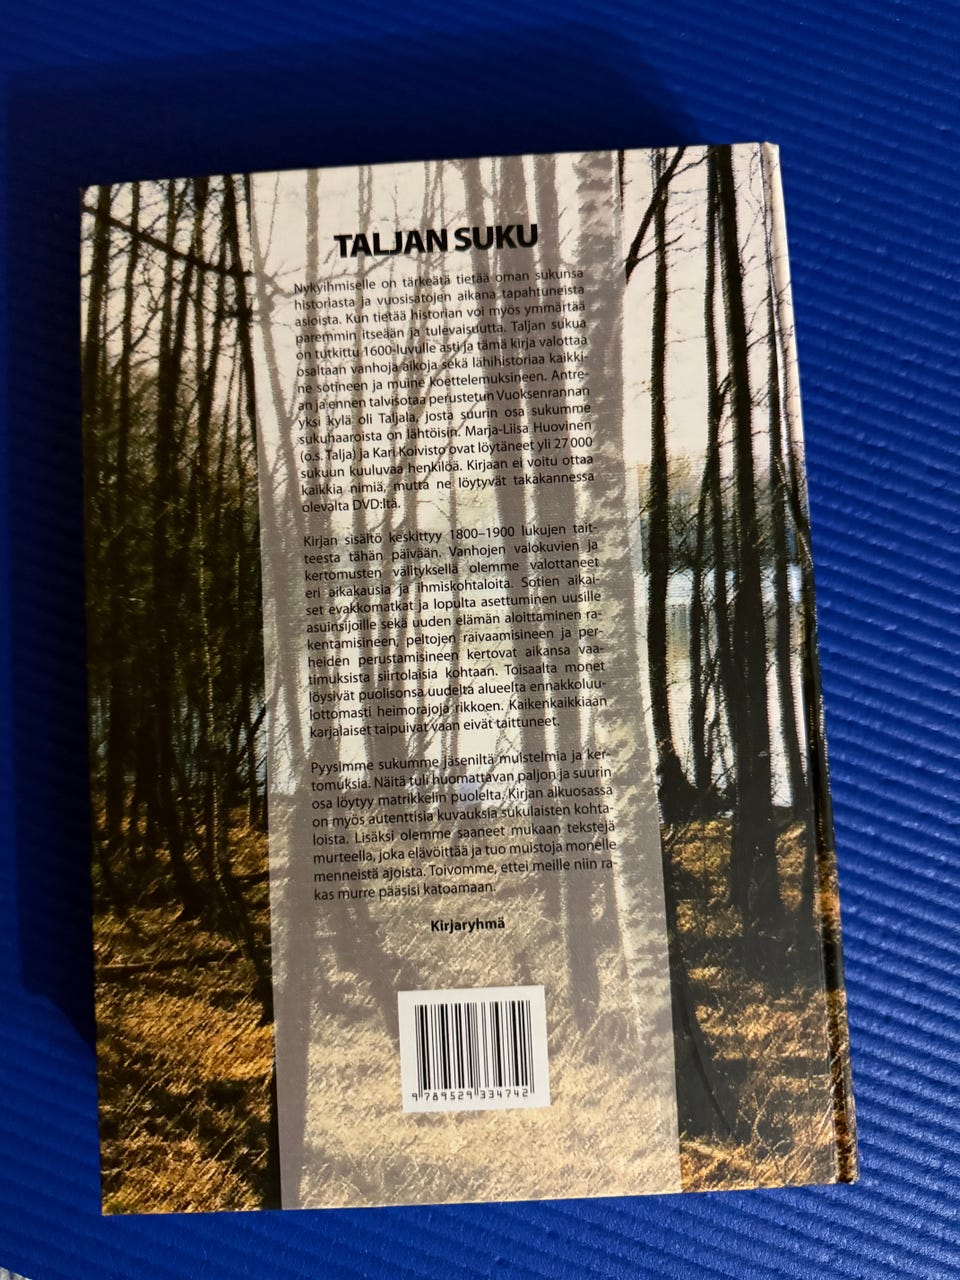 TALJAN SUKU
Nykyihmiselle on tärkeätä tietää oman sukunsa
historiasta ja vuosisatojen aikana tapahtuneista
asioista. Kun tietää historian voi myös ymmärtää
paremmin itseään ja tulevaisuutta. Taljan sukua
on tutkittu 1600-luvulle asti ja tämä kirja valottaa
osaltaan vanhoja aikoja sekä lähihistoriaa kaikki-
ne sotineen ja muine koettelemuksineen. Antre-
an ja ennen talvisotaa perustetun Vuoksenrannan
yksi kylä oli Taljala, josta suurin osa sukumme
sukuhaaroista on lähtöisin. Marja-Liisa Huovinen
(o.s. Talja) ja Kari Koivisto ovat löytäneet yli 27 000
sukuun kuuluvaa henkilöä. Kirjaan ei voitu ottaa
kaikkia nimiä, mutta ne löytyvät takakannessa
olevalta DVD:ltä.
Kirjan sisältö keskittyy 1800–1900 lukujen tait-
teesta tähän päivään. Vanhojen valokuvien ja
kertomusten välityksellä olemme valottaneet
eri aikakausia ja ihmiskohtaloita. Sotien aikai-
set evakkomatkat ja lopulta asettuminen uusille
asuinsijoille sekä uuden elämän aloittaminen ra-
kentamisineen, peltojen raivaamisineen ja per-
heiden perustamisineen kertovat aikansa vaa-
timuksista siirtolaisia kohtaan. Toisaalta monet
löysivät puolisonsa uudelta alueelta ennakkoluu-
lottomasti heimorajoja rikkoen. Kaikenkaikkiaan
karjalaiset taipuivat vaan eivät taittuneet.
Pyysimme sukumme jäseniltä muistelmia ja ker-
tomuksia. Näitä tuli huomattavan paljon ja suurin
osa löytyy matrikkelin puolelta. Kirjan alkuosassa
on myös autenttisia kuvauksia sukulaisten kohta-
loista. Lisäksi olemme saaneet mukaan tekstejä
murteella, joka elävöittää ja tuo muistoja monelle
menneistä ajoista. Toivomme, ettei meille niin ra-
kas murre pääsisi katoamaan.
Kirjaryhmä
9 789529 334742